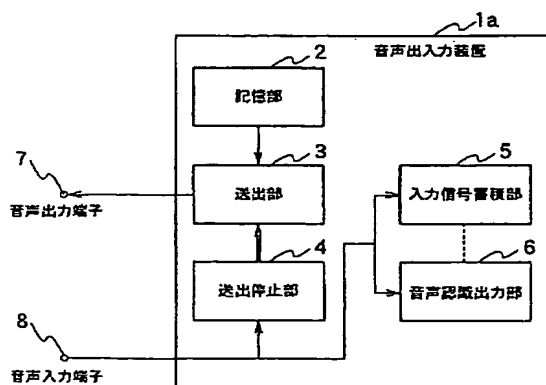 1a
音声出入力装置
2
記憶部
7
3
5
送出部
入力信号蓄積部
音声出力端子
4
6
送出停止部
音声認識出力部
8
音声入力端子